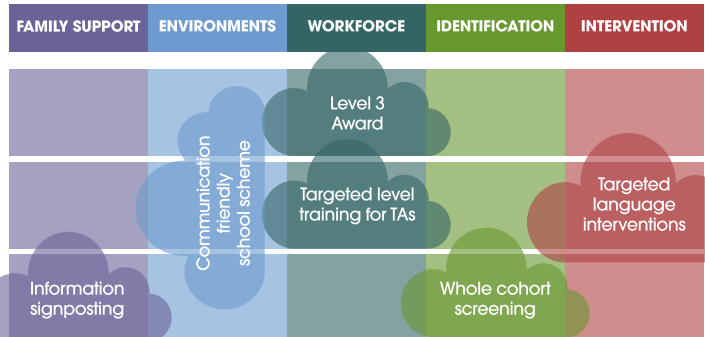 FAMILY SUPPORT
ENVIRONMENTS
WORKFORCE
IDENTIFICATION
INTERVENTION
Level 3
Award
Communication
friendly
school scheme
Targeted level
training for TAs
Targeted
language
interventions
Information
signposting
Whole cohort
screening